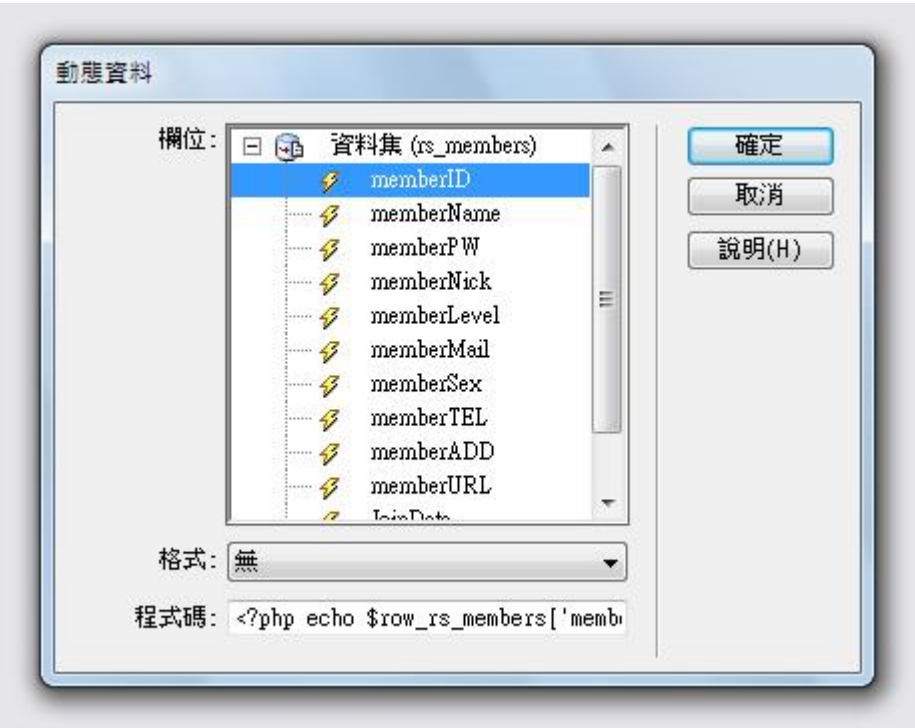 動態資料
欄位:
資料集 (rs_members)
memberID
memberName
memberPW
memberNick
memberLevel
memberMail
memberSex
memberTEL
memberADD
memberURL
JoinDate
格式: 無
程式碼: <?php echo $row_rs_members['memb
確定
取消
說明(H)